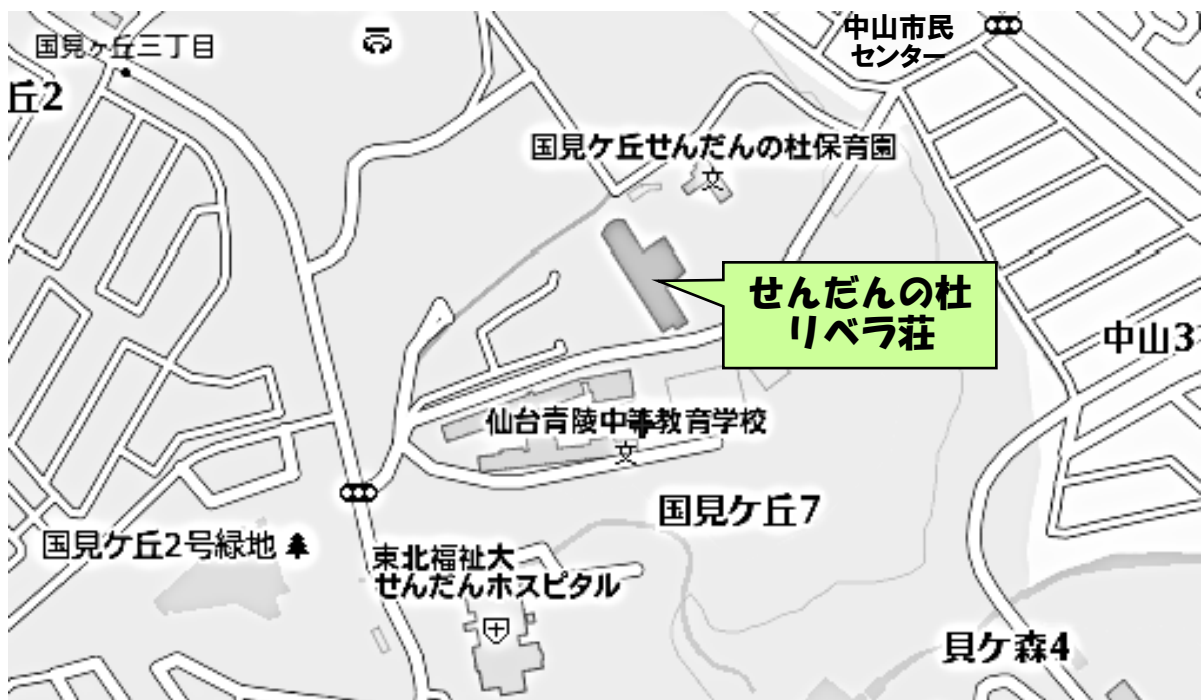 国見ヶ丘三丁目
中山市民
センター
丘2
国見ケ丘せんだんの杜保育園
せんだんの杜
リベラ荘
中山3
仙台青陵中等教育学校
国見ケ丘7
国見ケ丘2号緑地
東北福祉大
せんだんホスピタル
貝ケ森4